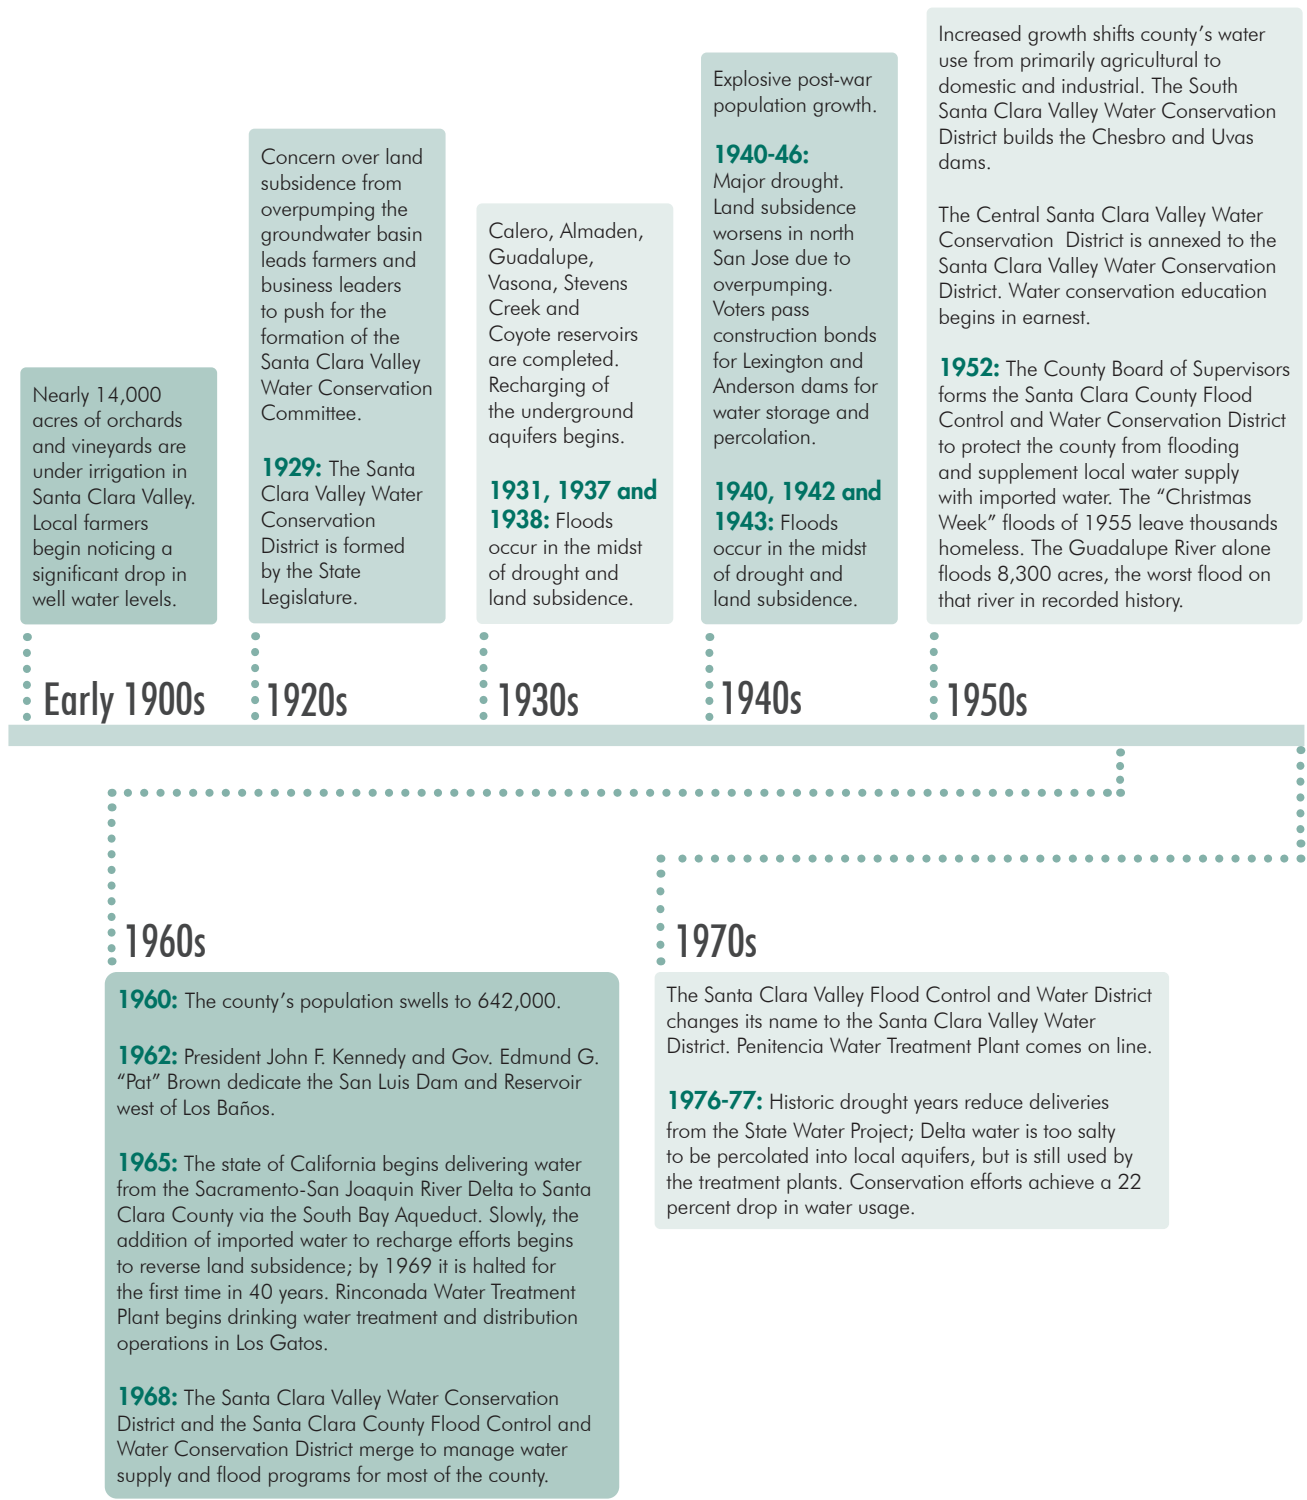 Nearly 14,000
acres of orchards
and vineyards are
under irrigation in
Santa Clara Valley.
Local farmers
begin noticing a
significant drop in
well water levels.
Early 1900s
Concern over land
subsidence from
overpumping the
groundwater basin
leads farmers and
business leaders
to push for the
formation of the
Santa Clara Valley
Water Conservation
Committee.
1929: The Santa
Clara Valley Water
Conservation
District is formed
by the State
Legislature.
1920s
Calero, Almaden,
Guadalupe,
Vasona, Stevens
Creek and
Coyote reservoirs
are completed.
Recharging of
the underground
aquifers begins.
1931, 1937 and
1938: Floods
occur in the midst
of drought and
land subsidence.
1930s
Explosive post-war
population growth.
1940-46:
Major drought.
Land subsidence
worsens in north
San Jose due to
overpumping.
Voters pass
construction bonds
for Lexington and
Anderson dams for
water storage and
percolation.
1940, 1942 and
1943: Floods
occur in the midst
of drought and
land subsidence.
1940s
Increased growth shifts county's water
use from primarily agricultural to
domestic and industrial. The South
Santa Clara Valley Water Conservation
District builds the Chesbro and Uvas
dams.
The Central Santa Clara Valley Water
Conservation District is annexed to the
Santa Clara Valley Water Conservation
District. Water conservation education
begins in earnest.
1952: The County Board of Supervisors
forms the Santa Clara County Flood
Control and Water Conservation District
to protect the county from flooding
and supplement local water supply
with imported water. The “Christmas
Week” floods of 1955 leave thousands
homeless. The Guadalupe River alone
floods 8,300 acres, the worst flood on
that river in recorded history.
1950s
1960s
1960: The county's population swells to 642,000.
1962: President John F. Kennedy and Gov. Edmund G.
“Pat” Brown dedicate the San Luis Dam and Reservoir
west of Los Baños.
1965: The state of California begins delivering water
from the Sacramento-San Joaquin River Delta to Santa
Clara County via the South Bay Aqueduct. Slowly, the
addition of imported water to recharge efforts begins
to reverse land subsidence; by 1969 it is halted for
the first time in 40 years. Rinconada Water Treatment
Plant begins drinking water treatment and distribution
operations in Los Gatos.
1968: The Santa Clara Valley Water Conservation
District and the Santa Clara County Flood Control and
Water Conservation District merge to manage water
supply and flood programs for most of the county.
1970s
The Santa Clara Valley Flood Control and Water District
changes its name to the Santa Clara Valley Water
District. Penitencia Water Treatment Plant comes on line.
1976-77: Historic drought years reduce deliveries
from the State Water Project; Delta water is too salty
to be percolated into local aquifers, but is still used by
the treatment plants. Conservation efforts achieve a 22
percent drop in water usage.